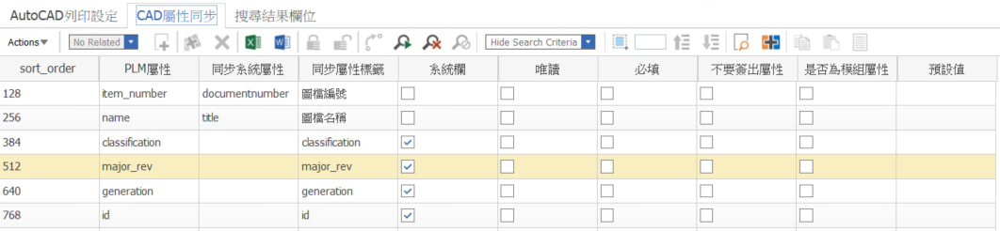 AutoCAD列印設定 CAD屬性同步 搜尋結果欄位
Actions▼ No Related Hide Search Criteria
sort_order PLM屬性 同步系統屬性 同步屬性標籤 系統欄 唯讀 必填 不要簽出屬性 是否為模組屬性 預設值
128 item_number documentnumber 圖檔編號
256 name title 圖檔名稱
384 classification classification
512 major_rev major_rev
640 generation generation
768 id id